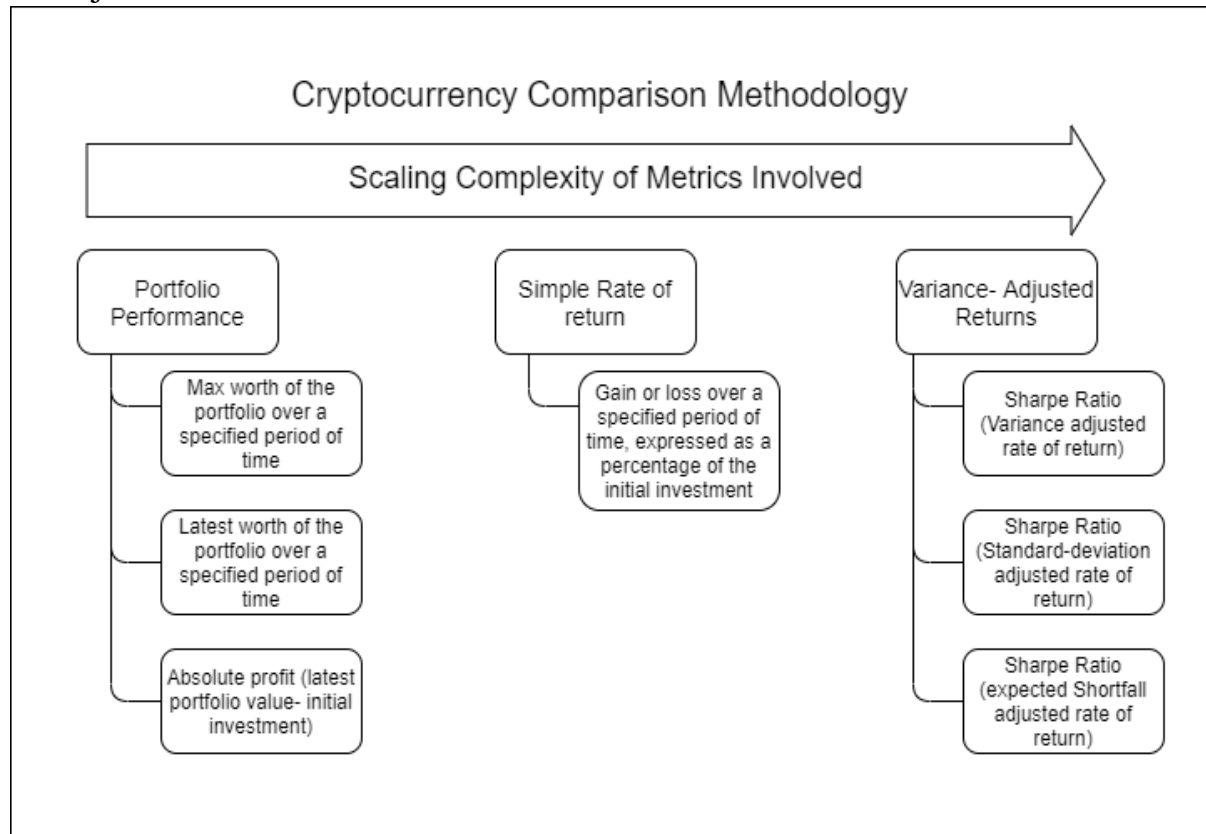 Cryptocurrency Comparison Methodology
Scaling Complexity of Metrics Involved
Portfolio
Performance
Max worth of the
portfolio over a
specified period of
time
Latest worth of the
portfolio over a
specified period of
time
Absolute profit (latest
portfolio value- initial
investment)
Simple Rate of
return
Gain or loss over a
specified period of
time, expressed as a
percentage of the
initial investment
Variance- Adjusted
Returns
Sharpe Ratio
(Variance adjusted
rate of return)
Sharpe Ratio
(Standard-deviation
adjusted rate of
return)
Sharpe Ratio
(expected Shortfall
adjusted rate of
return)